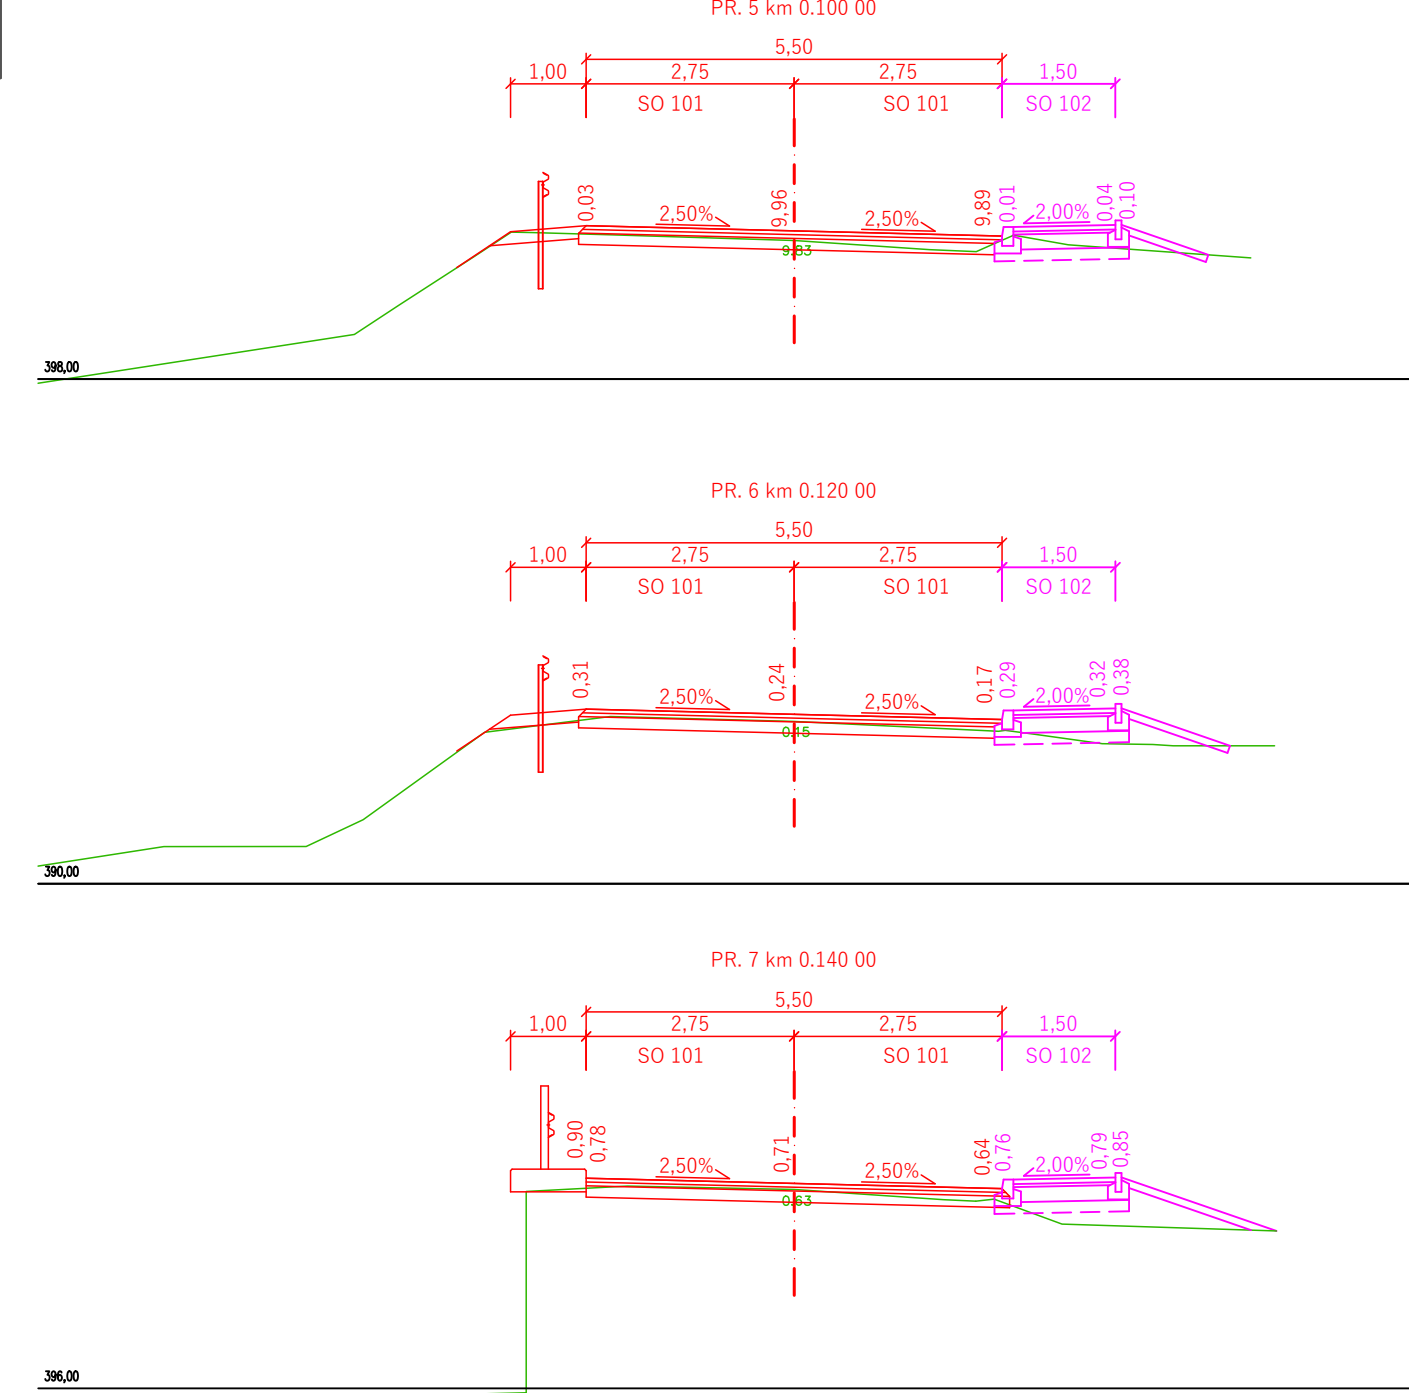 PR. 5 km 0.100 00
5,50
1,00 2,75 2,75 1,50
SO 101 SO 101 SO 102
0,03 9,96 9,89 0,01 0,04 0,10
2,50% 2,50% 2,00%
9.83
398,00
PR. 6 km 0.120 00
5,50
1,00 2,75 2,75 1,50
SO 101 SO 101 SO 102
0,31 0,24 0,17 0,29 0,32 0,38
2,50% 2,50% 2,00%
0.15
390,00
PR. 7 km 0.140 00
5,50
1,00 2,75 2,75 1,50
SO 101 SO 101 SO 102
0,90 0,78 0,71 0,64 0,76 0,79 0,85
2,50% 2,50% 2,00%
0.63
396,00